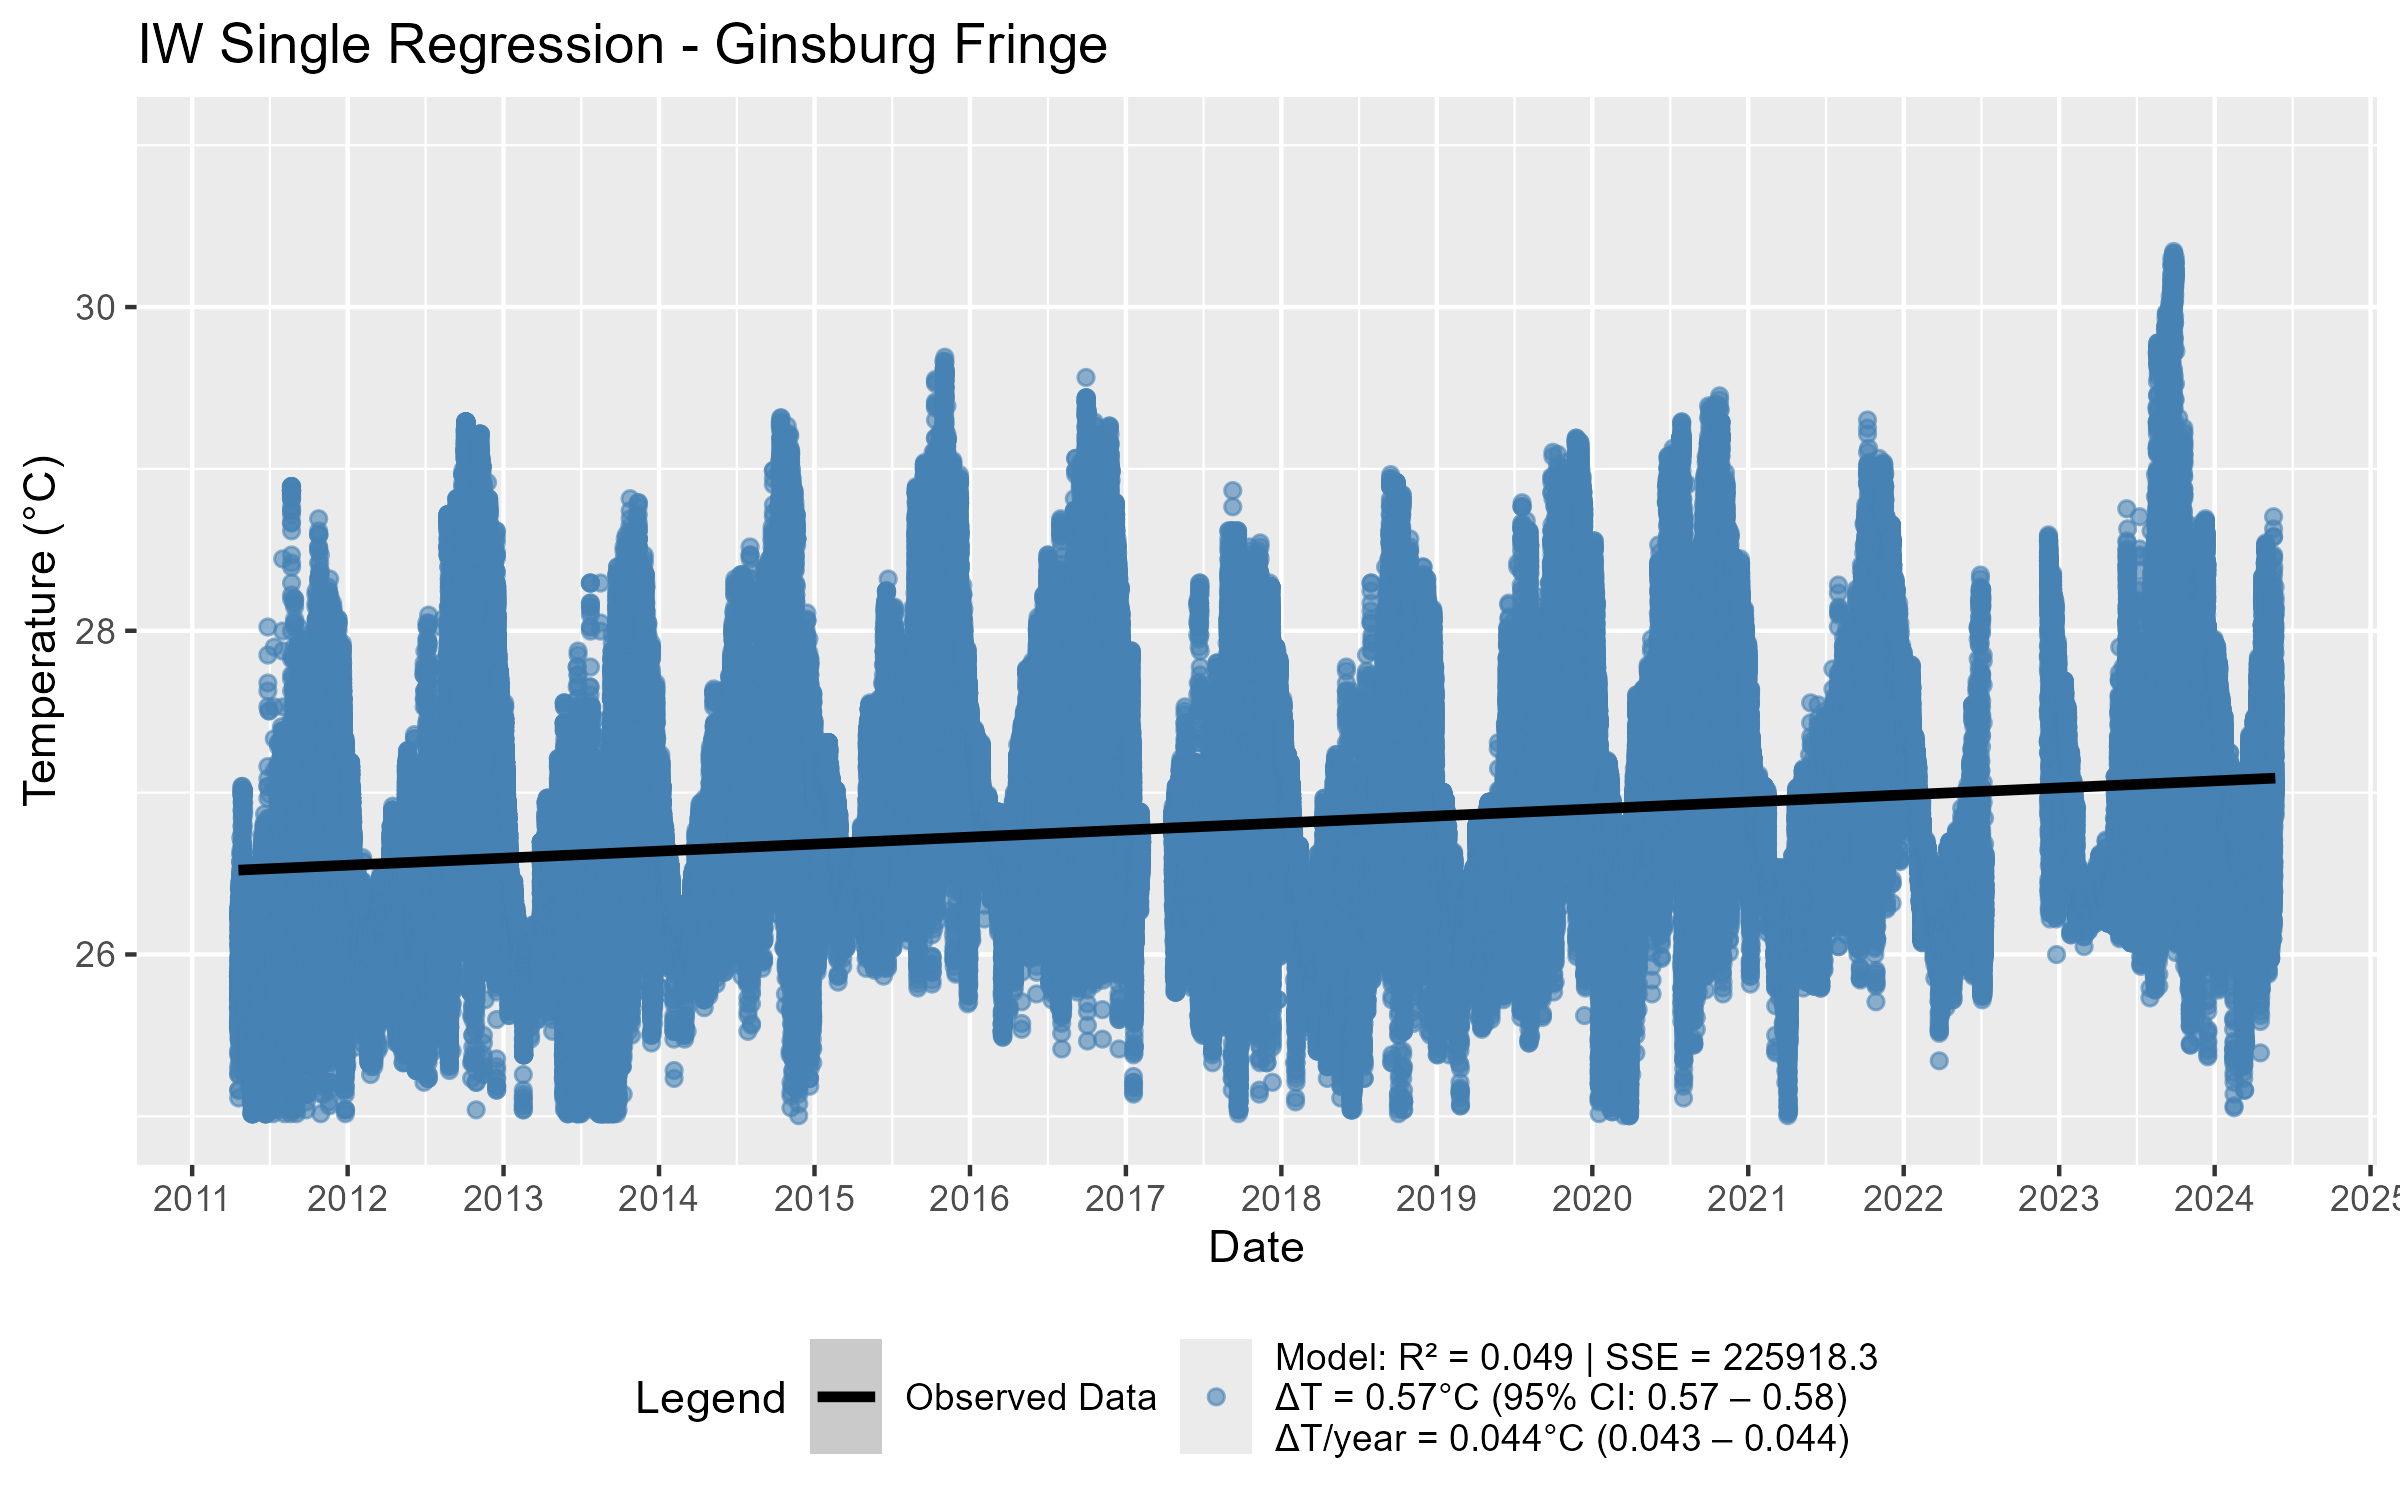 IW Single Regression - Ginsburg Fringe
Temperature (°C)
30
28
26
2011 2012 2013 2014 2015 2016 2017 2018 2019 2020 2021 2022 2023 2024 2025
Date
Legend
Observed Data
Model: R² = 0.049 | SSE = 225918.3
ΔT = 0.57°C (95% CI: 0.57 – 0.58)
ΔT/year = 0.044°C (0.043 – 0.044)